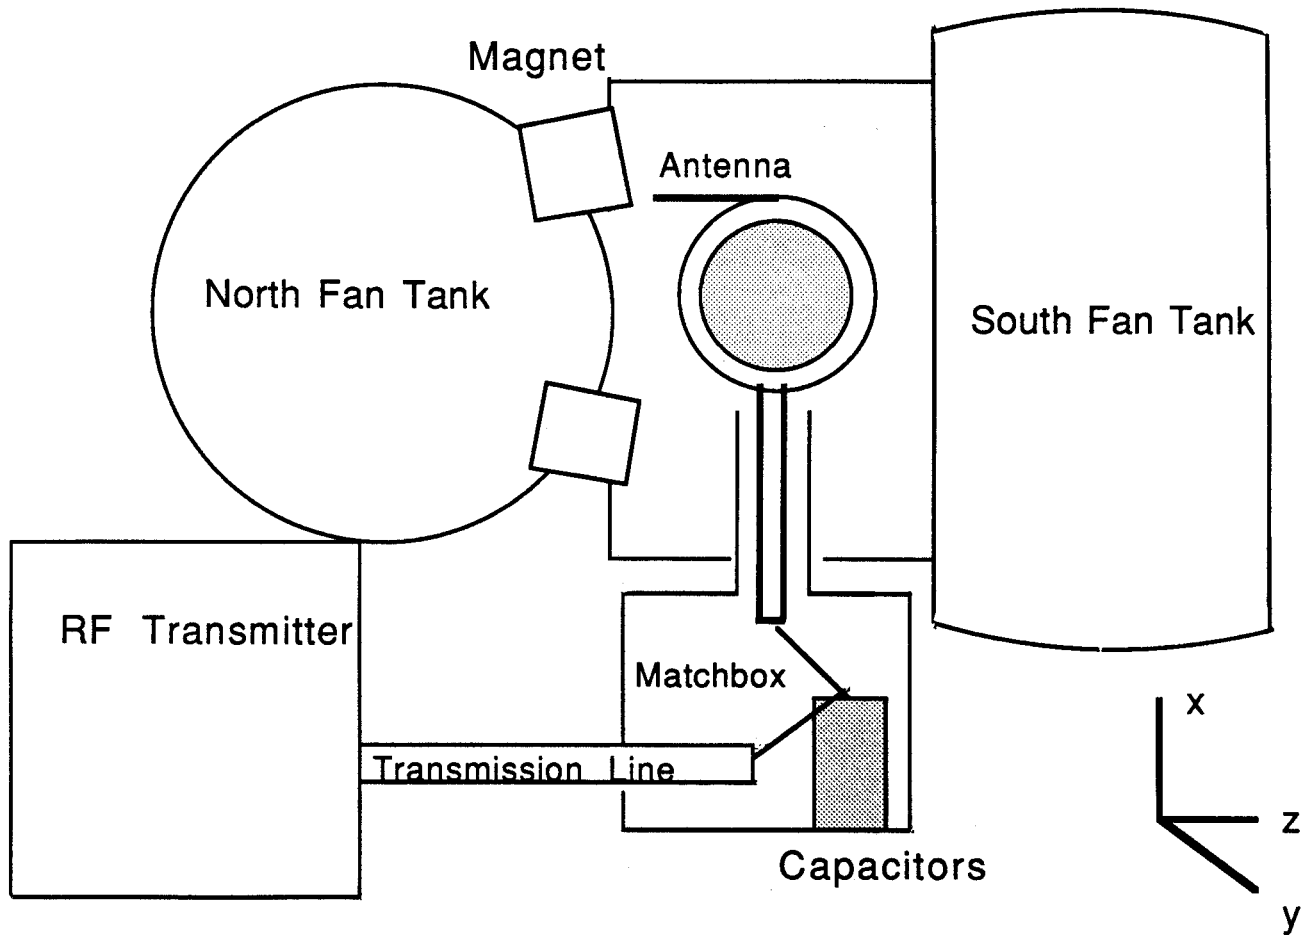 Magnet
Antenna
North Fan Tank
South Fan Tank
RF Transmitter
Matchbox
x
Transmission Line
z
Capacitors
y